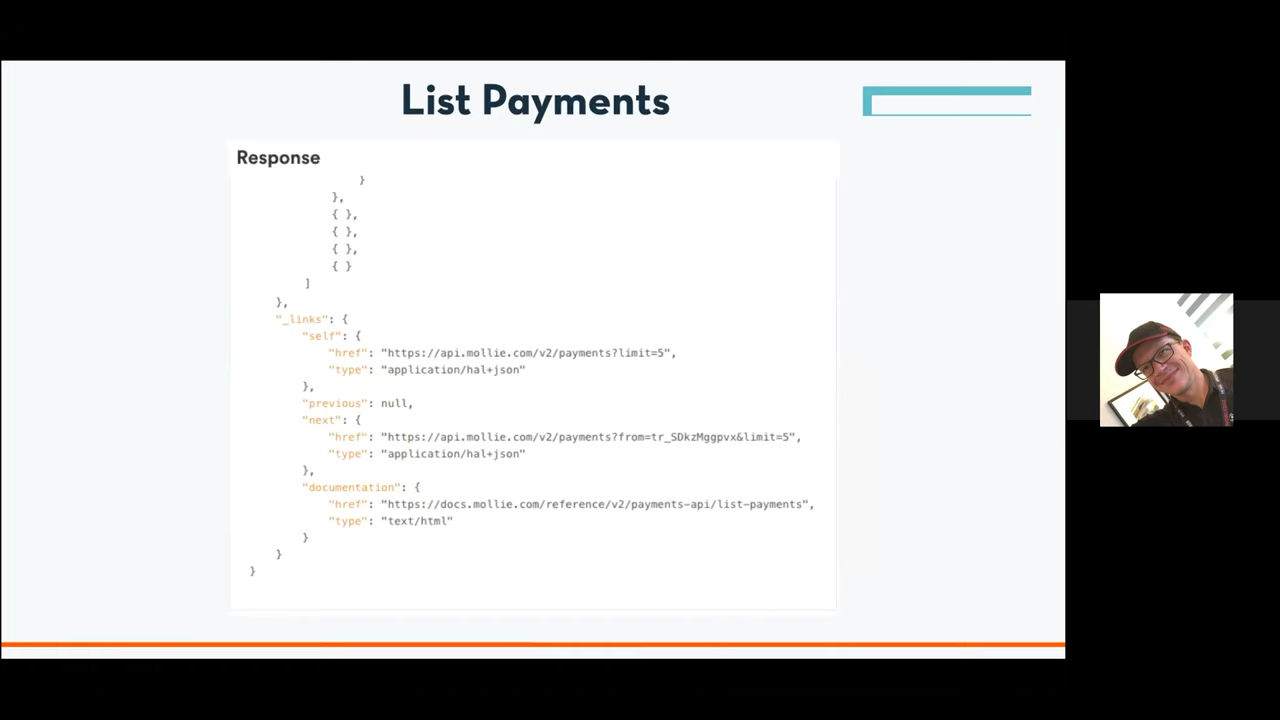 List Payments
Response
}
},
{ },
{ },
{ },
{ }
]
},
"_links": {
"self": {
"href": "https://api.mollie.com/v2/payments?limit=5",
"type": "application/hal+json"
},
"previous": null,
"next": {
"href": "https://api.mollie.com/v2/payments?from=tr_SDkzMggpvx&limit=5",
"type": "application/hal+json"
},
"documentation": {
"href": "https://docs.mollie.com/reference/v2/payments-api/list-payments",
"type": "text/html"
}
}
}